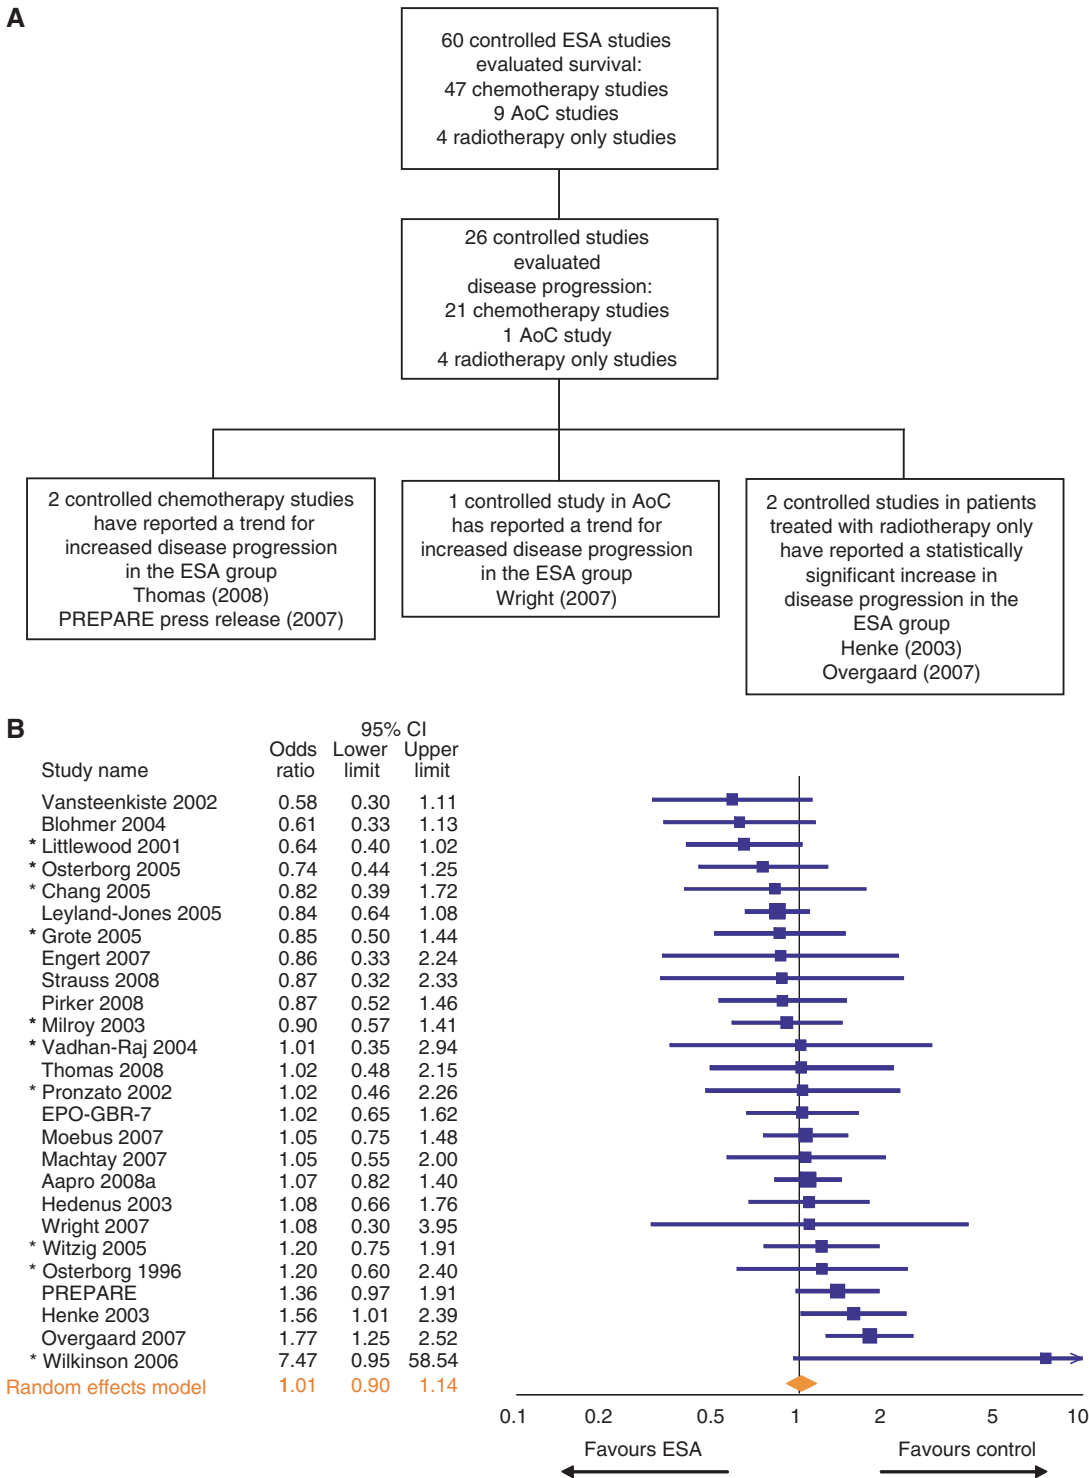 A
60 controlled ESA studies
evaluated survival:
47 chemotherapy studies
9 AoC studies
4 radiotherapy only studies
26 controlled studies
evaluated
disease progression:
21 chemotherapy studies
1 AoC study
4 radiotherapy only studies
2 controlled chemotherapy studies
have reported a trend for
increased disease progression
in the ESA group
Thomas (2008)
PREPARE press release (2007)
1 controlled study in AoC
has reported a trend for
increased disease progression
in the ESA group
Wright (2007)
2 controlled studies in patients
treated with radiotherapy only
have reported a statistically
significant increase in
disease progression in the
ESA group
Henke (2003)
Overgaard (2007)
B
95% CI
Odds Lower Upper
Study name ratio limit limit
Vansteenkiste 2002 0.58 0.30 1.11
Blohmer 2004 0.61 0.33 1.13
* Littlewood 2001 0.64 0.40 1.02
* Osterborg 2005 0.74 0.44 1.25
* Chang 2005 0.82 0.39 1.72
Leyland-Jones 2005 0.84 0.64 1.08
* Grote 2005 0.85 0.50 1.44
Engert 2007 0.86 0.33 2.24
Strauss 2008 0.87 0.32 2.33
Pirker 2008 0.87 0.52 1.46
* Milroy 2003 0.90 0.57 1.41
* Vadhan-Raj 2004 1.01 0.35 2.94
Thomas 2008 1.02 0.48 2.15
* Pronzato 2002 1.02 0.46 2.26
EPO-GBR-7 1.02 0.65 1.62
Moebus 2007 1.05 0.75 1.48
Machtay 2007 1.05 0.55 2.00
Aapro 2008a 1.07 0.82 1.40
Hedenus 2003 1.08 0.66 1.76
Wright 2007 1.08 0.30 3.95
* Witzig 2005 1.20 0.75 1.91
* Osterborg 1996 1.20 0.60 2.40
PREPARE 1.36 0.97 1.91
Henke 2003 1.56 1.01 2.39
Overgaard 2007 1.77 1.25 2.52
* Wilkinson 2006 7.47 0.95 58.54
Random effects model 1.01 0.90 1.14
0.1 0.2 0.5 1 2 5 10
Favours ESA Favours control